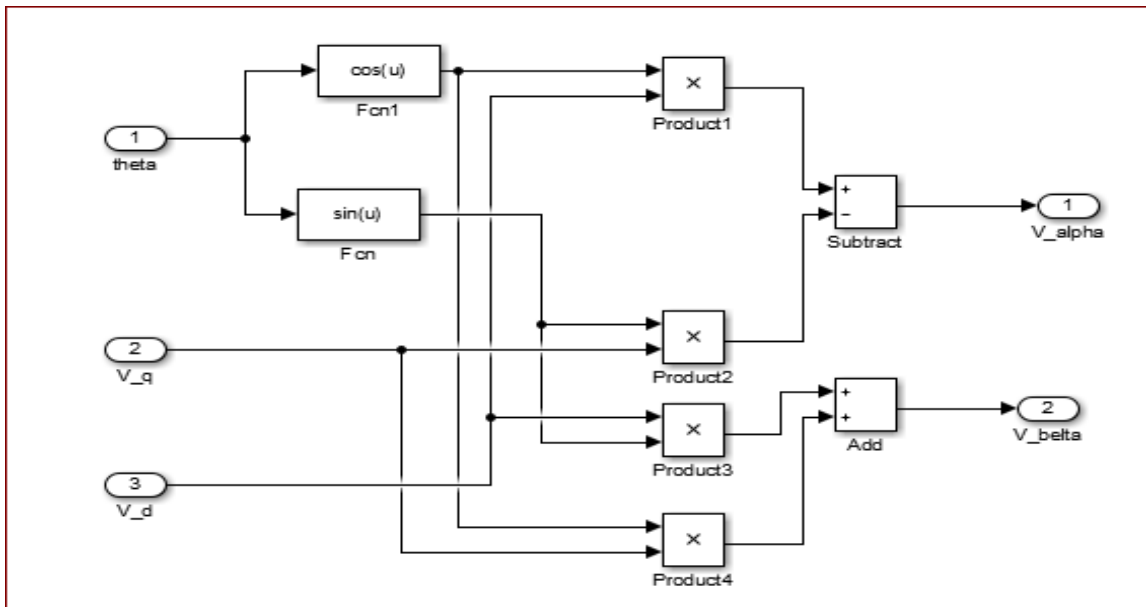 cos(u)
Fcn1
×
Product1
1
theta
sin(u)
Fcn
+
−
Subtract
1
V_alpha
2
V_q
×
Product2
+
+
Add
2
V_belta
×
Product3
3
V_d
×
Product4